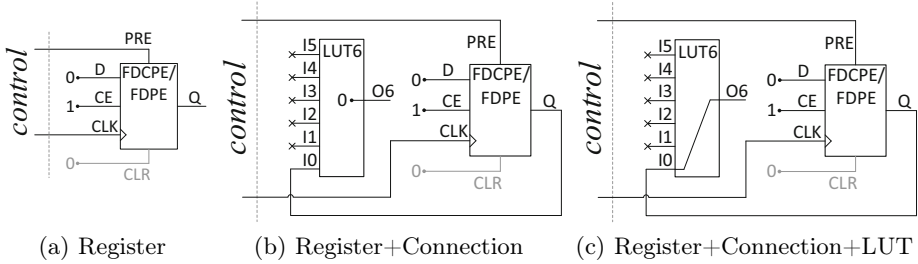 control
PRE
D
0
CE
1
CLK
FDCPE/
FDPE
Q
0
CLR
(a) Register
control
I5
I4
I3
I2
I1
I0
LUT6
0
O6
PRE
D
0
CE
1
CLK
FDCPE/
FDPE
Q
0
CLR
(b) Register+Connection
control
I5
I4
I3
I2
I1
I0
LUT6
O6
PRE
D
0
CE
1
CLK
FDCPE/
FDPE
Q
0
CLR
(c) Register+Connection+LUT